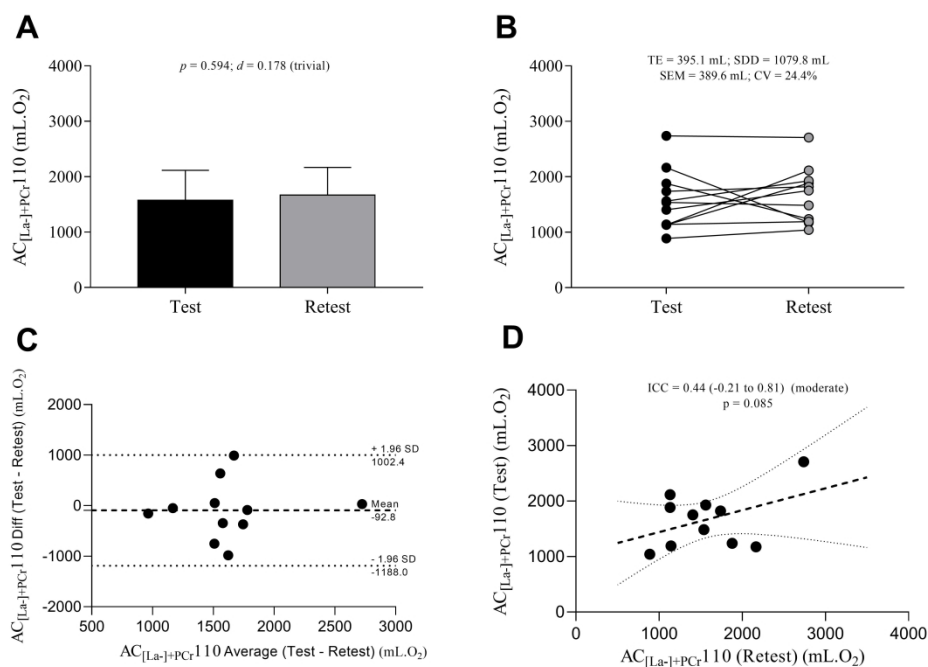 A
p = 0.594; d = 0.178 (trivial)
AC[La-]+PCr110 (mL.O2)
4000
3000
2000
1000
0
Test
Retest
B
TE = 395.1 mL; SDD = 1079.8 mL
SEM = 389.6 mL; CV = 24.4%
AC[La-]+PCr110 (mL.O2)
4000
3000
2000
1000
0
Test
Retest
C
AC[La-]+PCr110 Diff (Test - Retest) (mL.O2)
2000
1000
0
-1000
-2000
+ 1.96 SD
1002.4
Mean
-92.8
- 1.96 SD
-1188.0
500
1000
1500
2000
2500
3000
AC[La-]+PCr110 Average (Test - Retest) (mL.O2)
D
ICC = 0.44 (-0.21 to 0.81) (moderate)
p = 0.085
AC[La-]+PCr110 (Test) (mL.O2)
4000
3000
2000
1000
0
0
1000
2000
3000
4000
AC[La-]+PCr110 (Retest) (mL.O2)